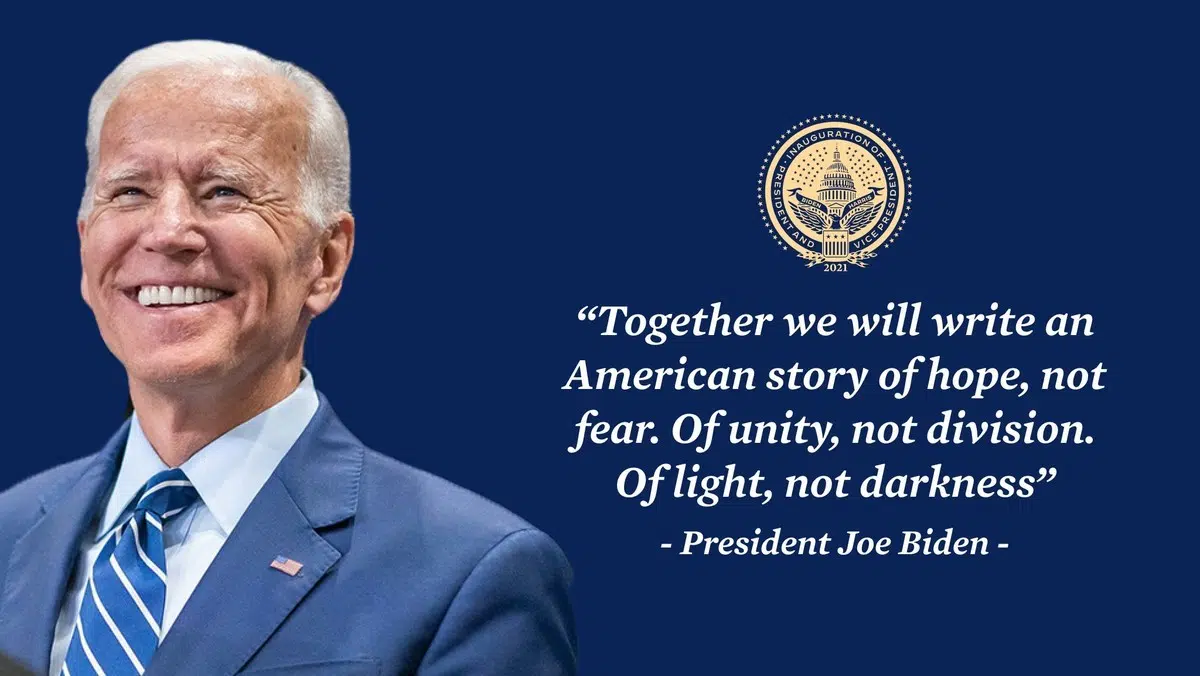 INAUGURATION OF
PRESIDENT AND
VICE PRESIDENT
BIDEN
HARRIS
2021
“Together we will write an
American story of hope, not
fear. Of unity, not division.
Of light, not darkness”
- President Joe Biden -